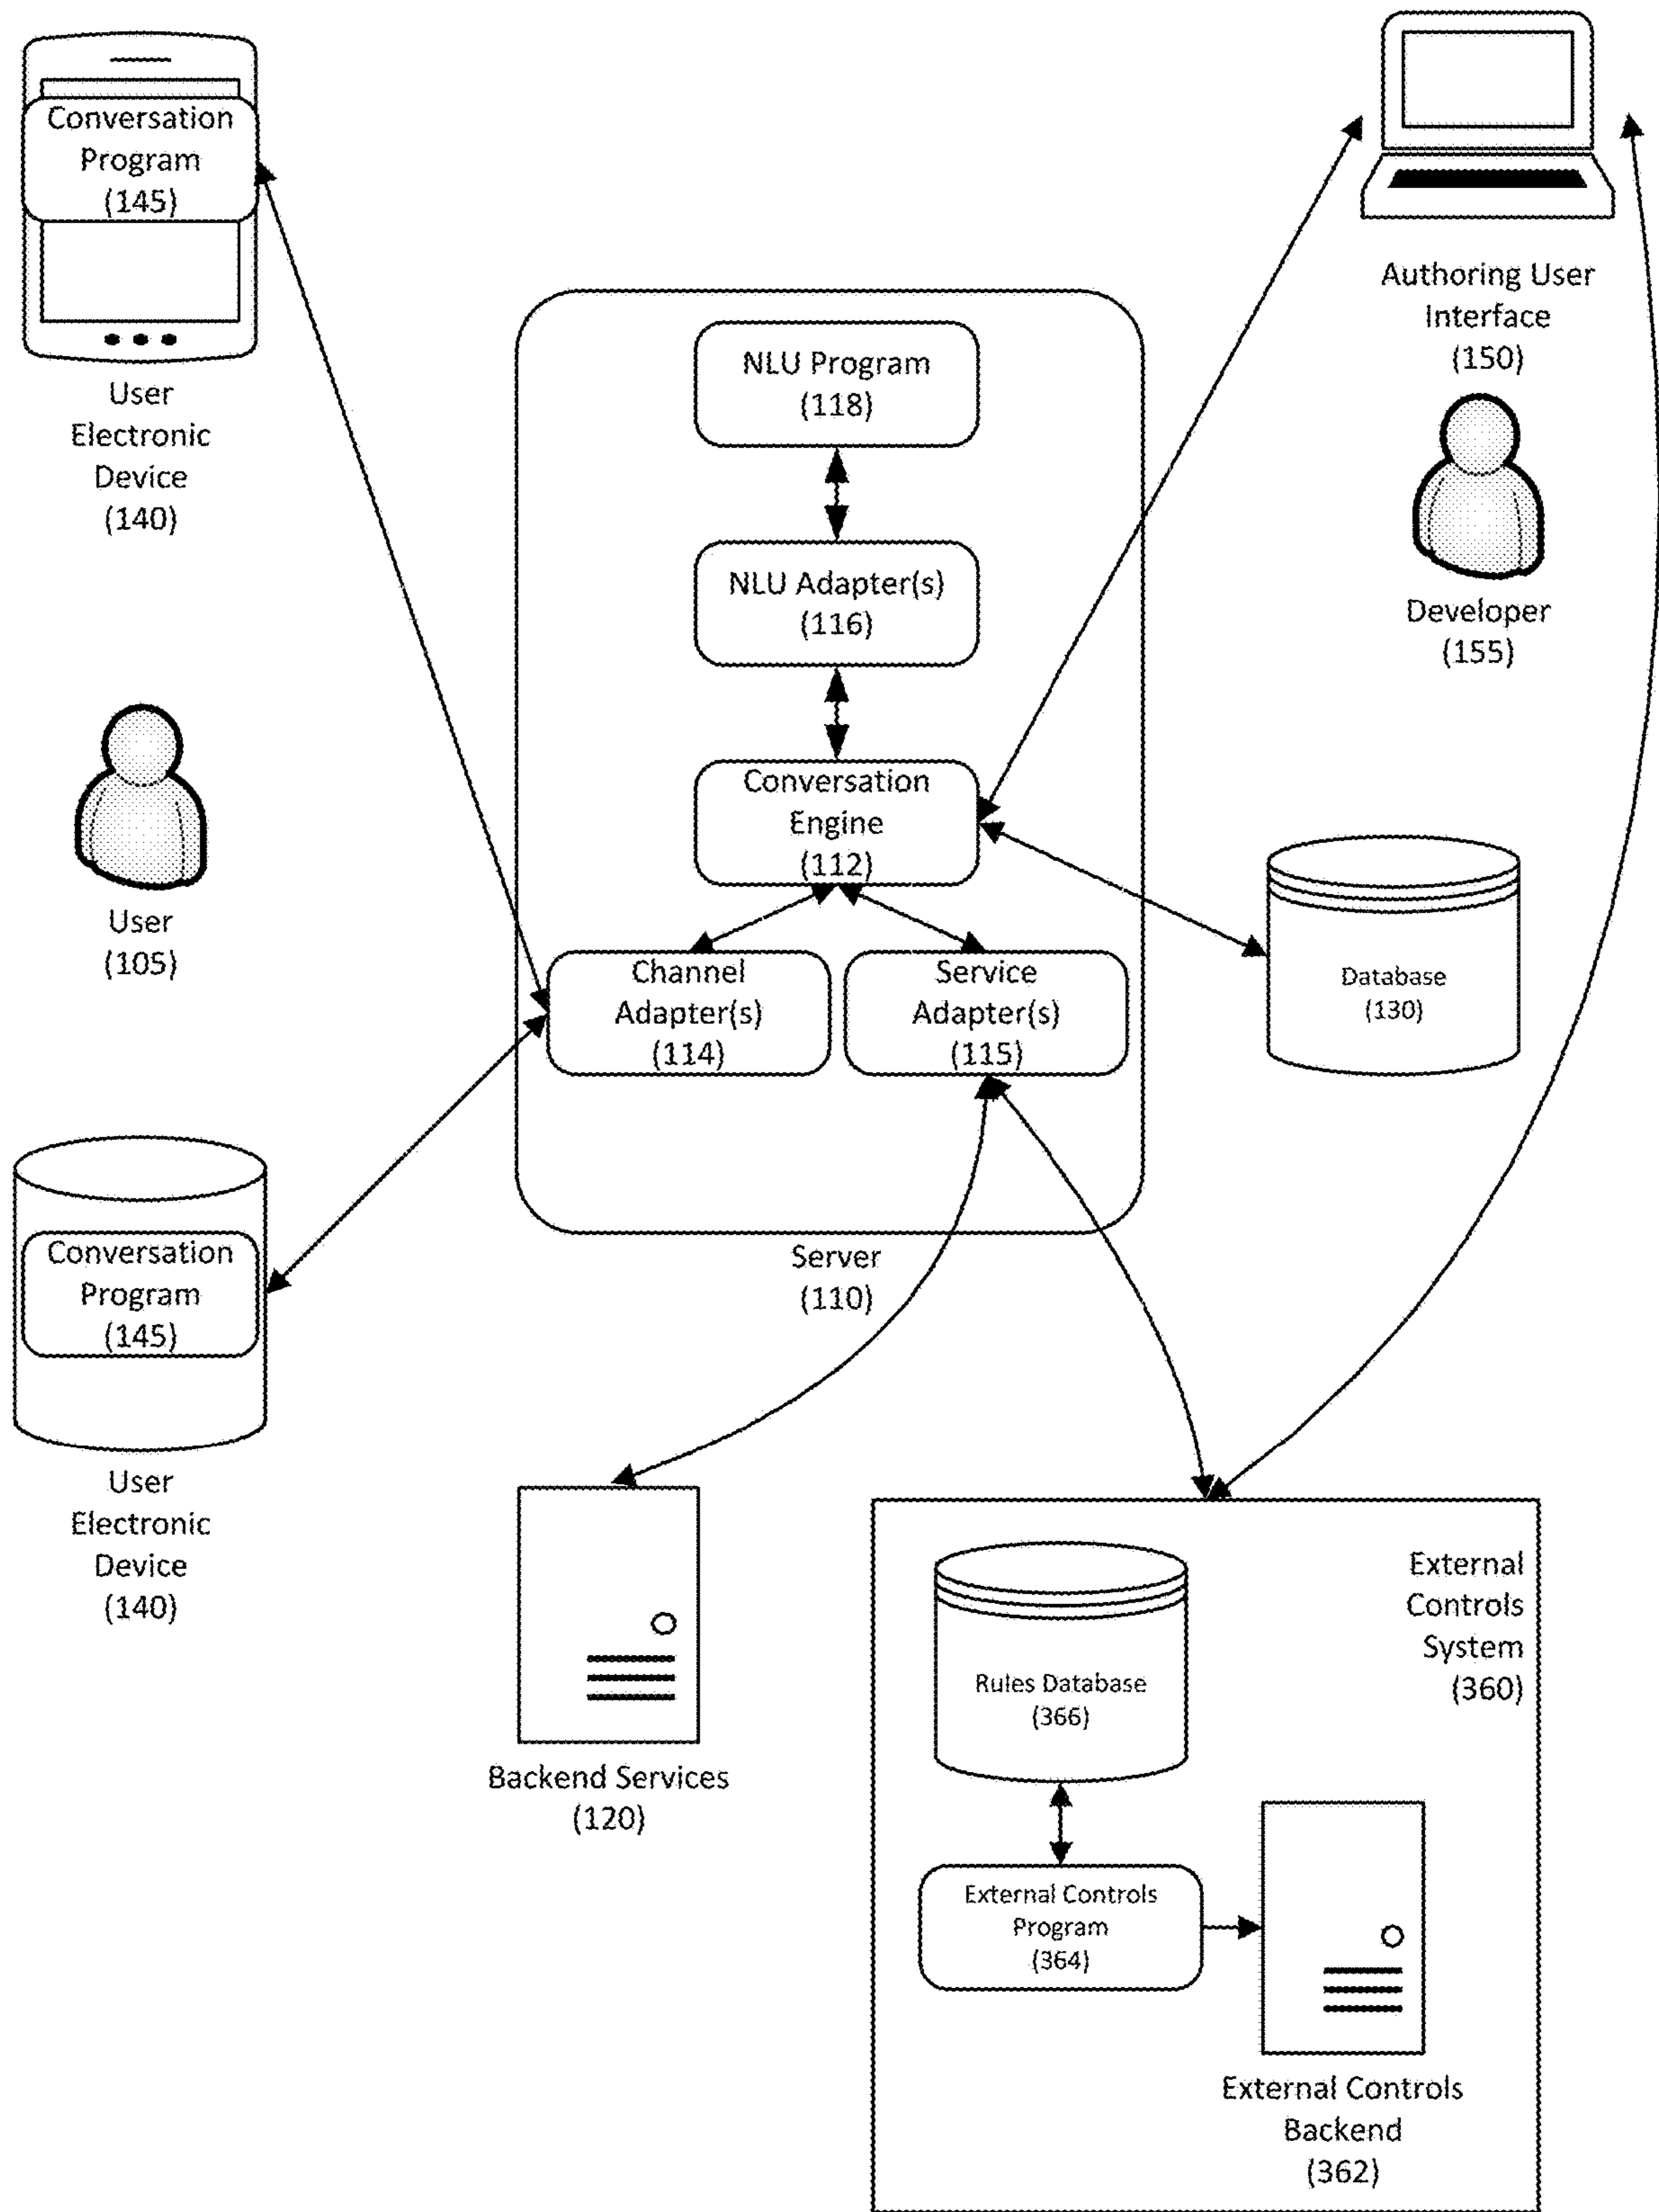 Conversation
Program
(145)
User
Electronic
Device
(140)
Authoring User
Interface
(150)
Developer
(155)
NLU Program
(118)
NLU Adapter(s)
(116)
Conversation
Engine
(112)
Channel
Adapter(s)
(114)
Service
Adapter(s)
(115)
Server
(110)
User
(105)
Database
(130)
Conversation
Program
(145)
User
Electronic
Device
(140)
Backend Services
(120)
External
Controls
System
(360)
Rules Database
(366)
External Controls
Program
(364)
External Controls
Backend
(362)